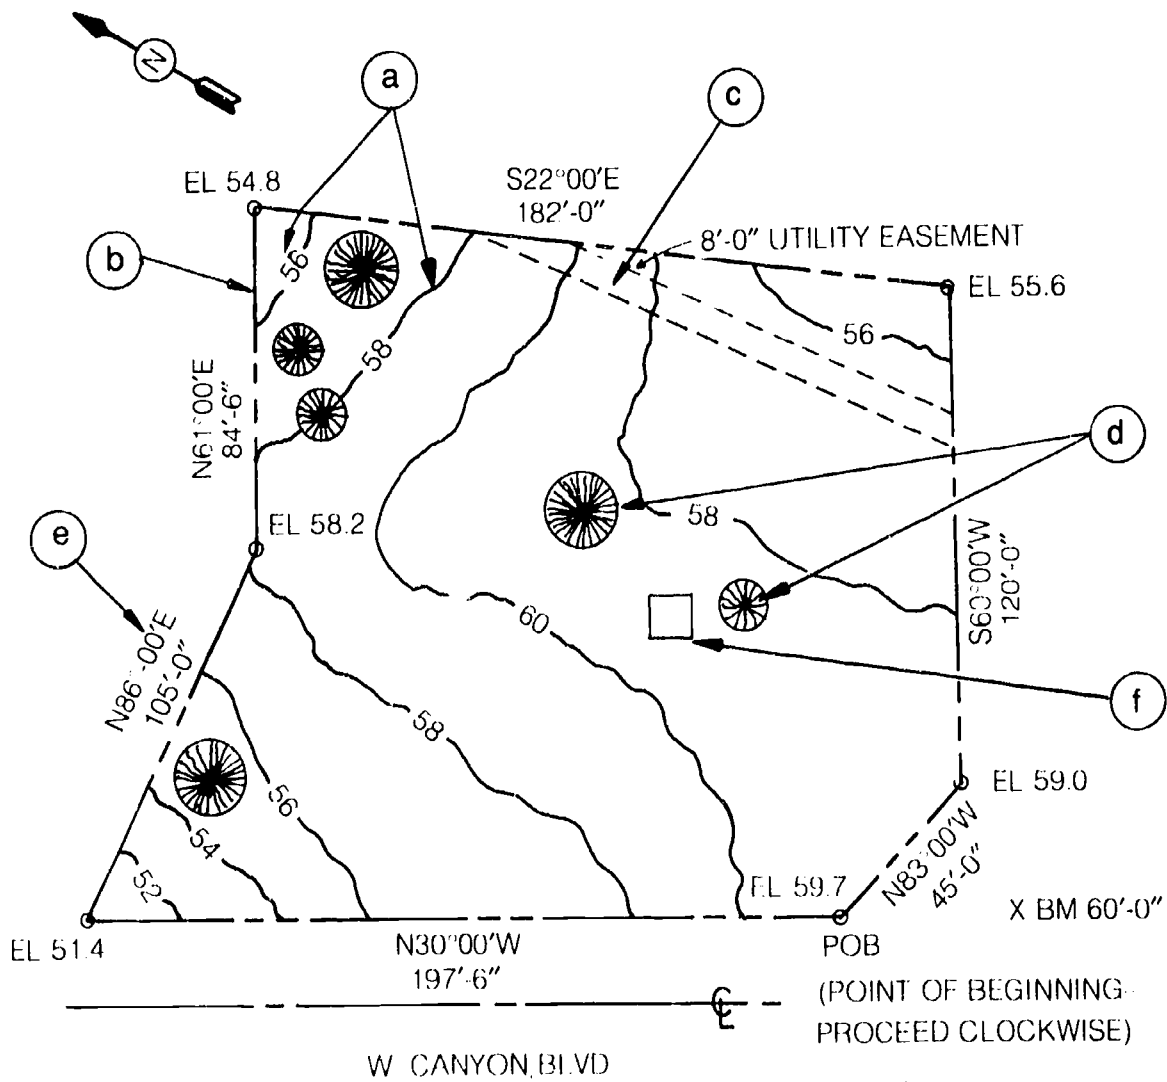 N
a
c
EL 54.8
S22°00'E
182'-0"
b
8'-0" UTILITY EASEMENT
56
EL 55.6
56
58
N61°00'E
84'-6"
d
58
EL 58.2
e
S60°00'W
120'-0"
60
N86°-00'E
105'-0"
f
58
EL 59.0
56
54
N83°00'W
45'-0"
52
EL 59.7
X BM 60'-0"
EL 51.4
N30°00'W
197'-6"
POB
(POINT OF BEGINNING-
PROCEED CLOCKWISE)
CL
W CANYON BLVD